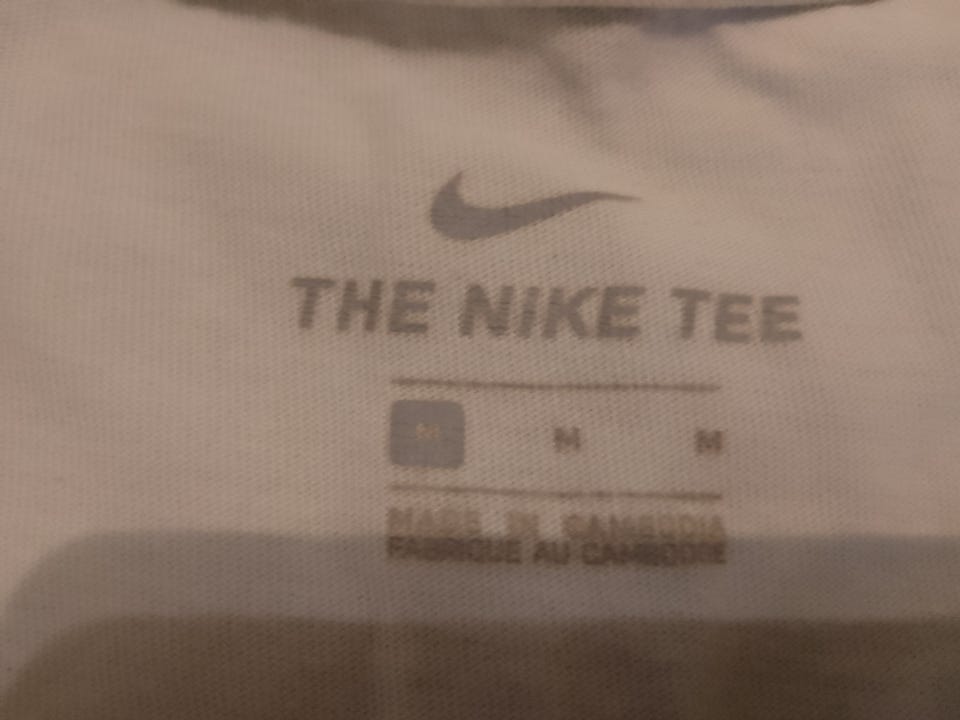 THE NIKE TEE
M M M
MADE IN CAMBODIA
FABRIQUE AU CAMBODGE